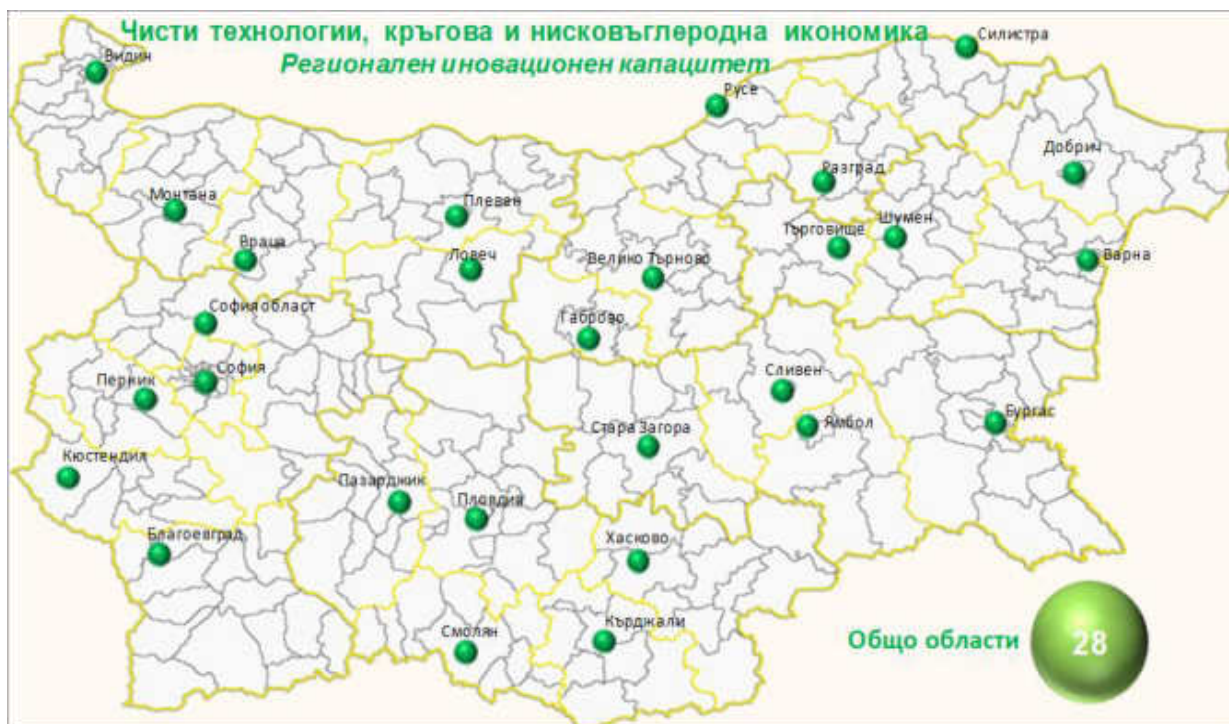 Чисти технологии, кръгова и нисковъглеродна икономика
Регионален иновационен капацитет
Силистра
Видин
Русе
Добрич
Разград
Монтана
Плевен
Шумен
Търговище
Враца
Ловеч
Велико Търново
Варна
София област
Габрово
София
Перник
Сливен
Бургас
Ямбол
Стара Загора
Кюстендил
Пазарджик
Пловдив
Благоевград
Хасково
Смолян
Кърджали
Общо области
28